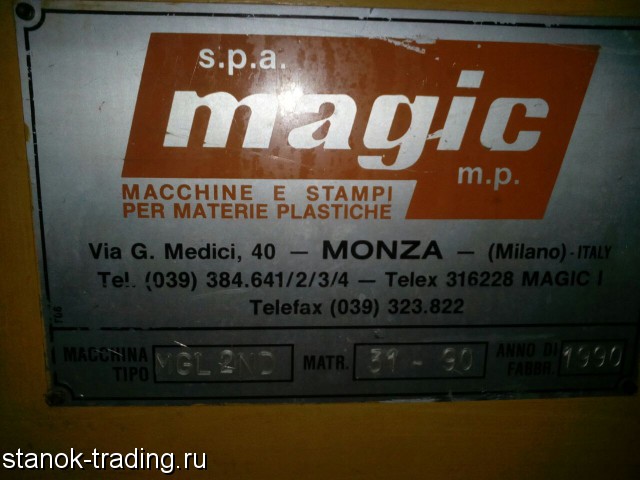 s.p.a.
magic
m.p.
MACCHINE E STAMPI
PER MATERIE PLASTICHE
Via G. Medici, 40 — MONZA — (Milano) - ITALY
Tel. (039) 384.641/2/3/4 — Telex 316228 MAGIC I
Telefax (039) 323.822
MACCHINA TIPO MGL2ND MATR. 31 - 90 ANNO DI FABBR. 1990
stanok-trading.ru